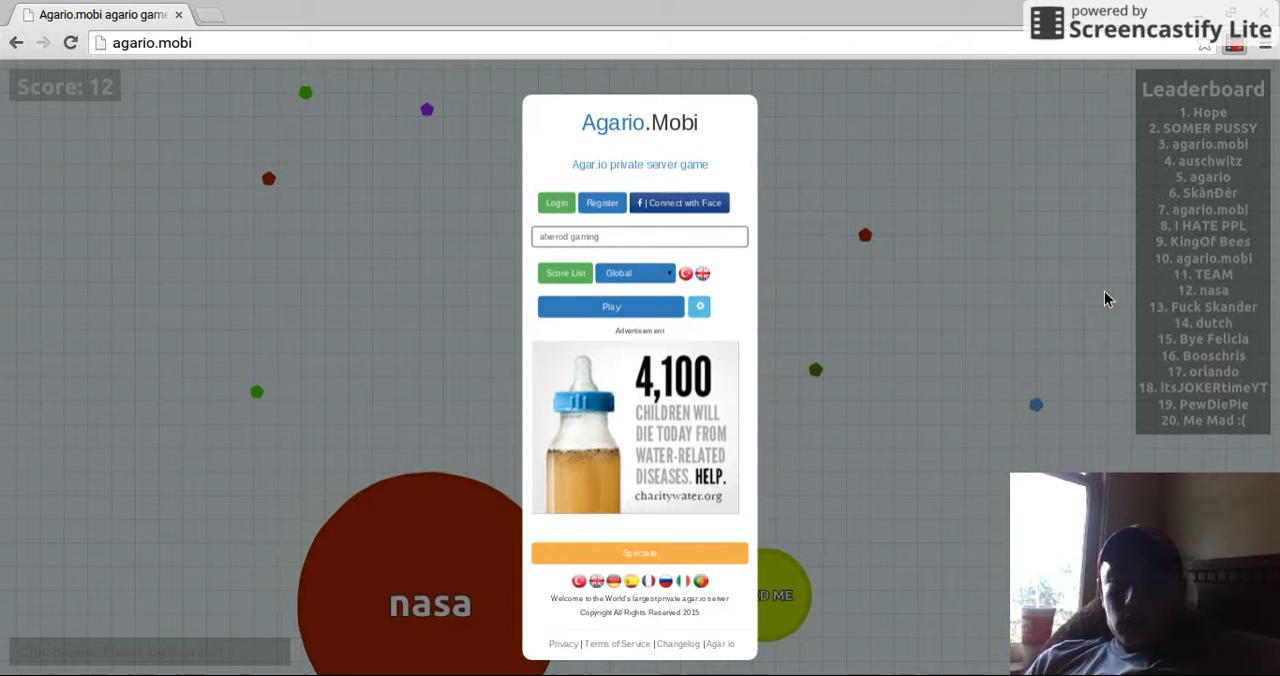 Agario.mobi agario game
powered by
Screencastify Lite
agario.mobi
Score: 12
Leaderboard
1. Hope
2. SOMER PUSSY
3. agario.mobi
4. auschwitz
5. agario
6. SkànÐèr
7. agario.mobi
8. I HATE PPL
9. KingOf Bees
10. agario.mobi
11. TEAM
12. nasa
13. Fuck Skander
14. dutch
15. Bye Felicia
16. Booschris
17. orlando
18. itsJOKERtimeYT
19. PewDiePie
20. Me Mad :(
Agario.Mobi
Agar.io private server game
Login Register f | Connect with Face
alxerod gaming
Score List Global
Play
Advertisement
4,100
CHILDREN WILL
DIE TODAY FROM
WATER-RELATED
DISEASES. HELP.
charitywater.org
Spectate
Welcome to the World's largest private agar.io server
Copyright All Rights Reserved 2015
Privacy | Terms of Service | Changelog | Agar io
nasa
ME